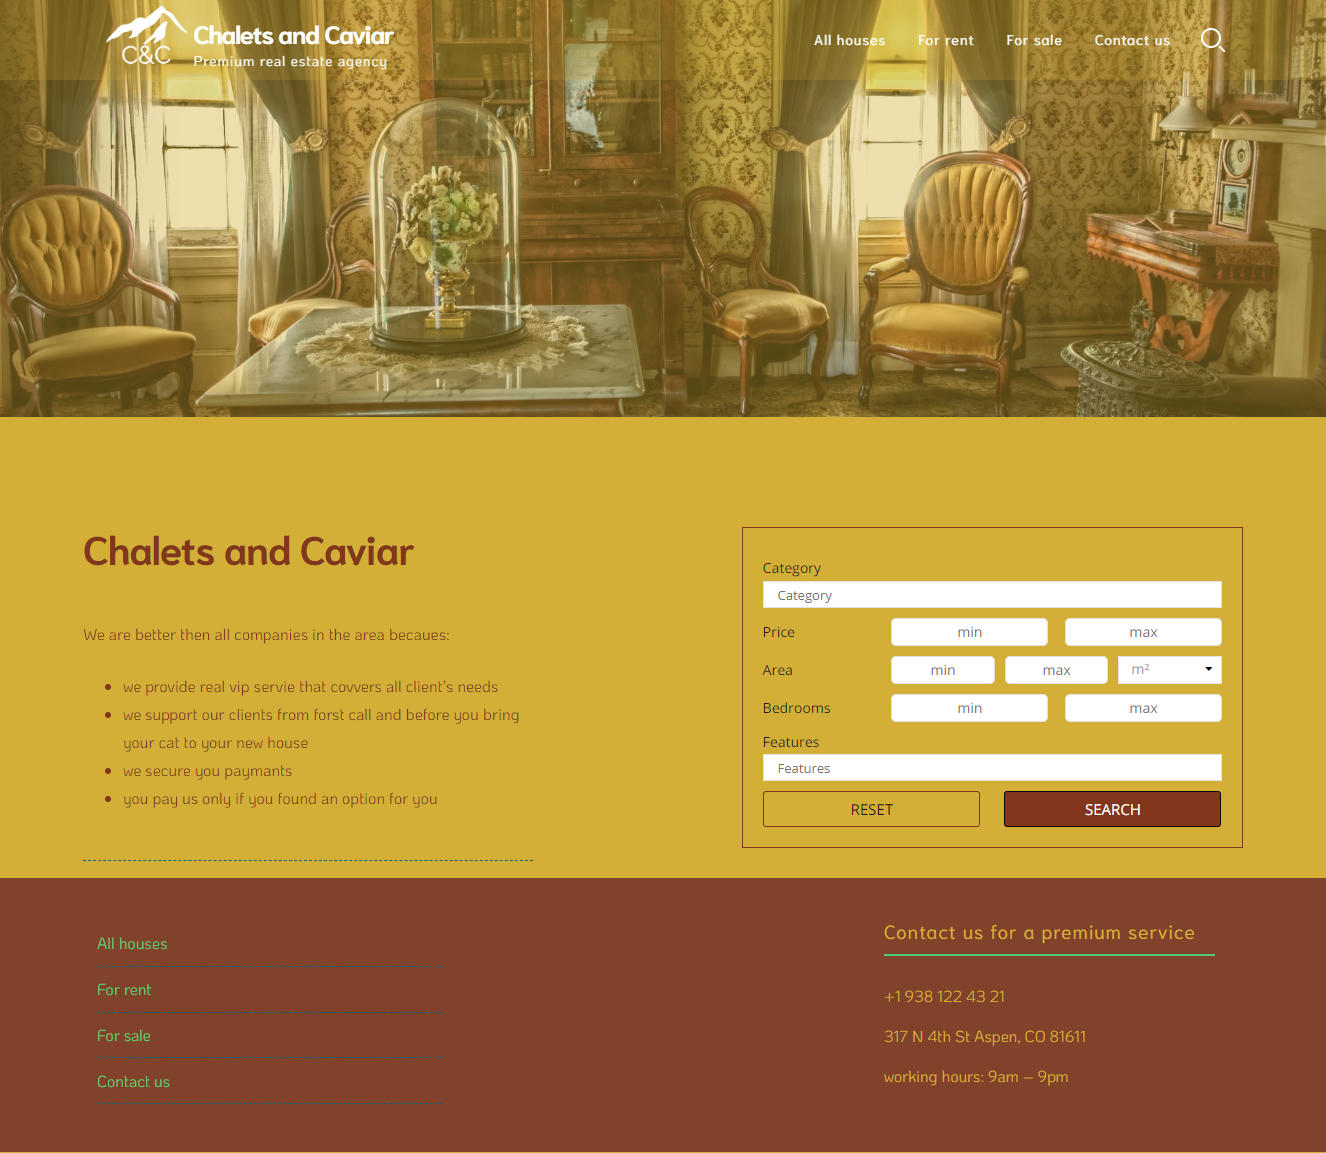 C&C
Chalets and Caviar
Premium real estate agency
All houses For rent For sale Contact us
Chalets and Caviar
We are better then all companies in the area becaues:
we provide real vip servie that covvers all client's needs
we support our clients from forst call and before you bring
your cat to your new house
we secure you paymants
you pay us only if you found an option for you
Category
Category
Price min max
Area min max m²
Bedrooms min max
Features
Features
RESET SEARCH
All houses
For rent
For sale
Contact us
Contact us for a premium service
+1 938 122 43 21
317 N 4th St Aspen, CO 81611
working hours: 9am – 9pm